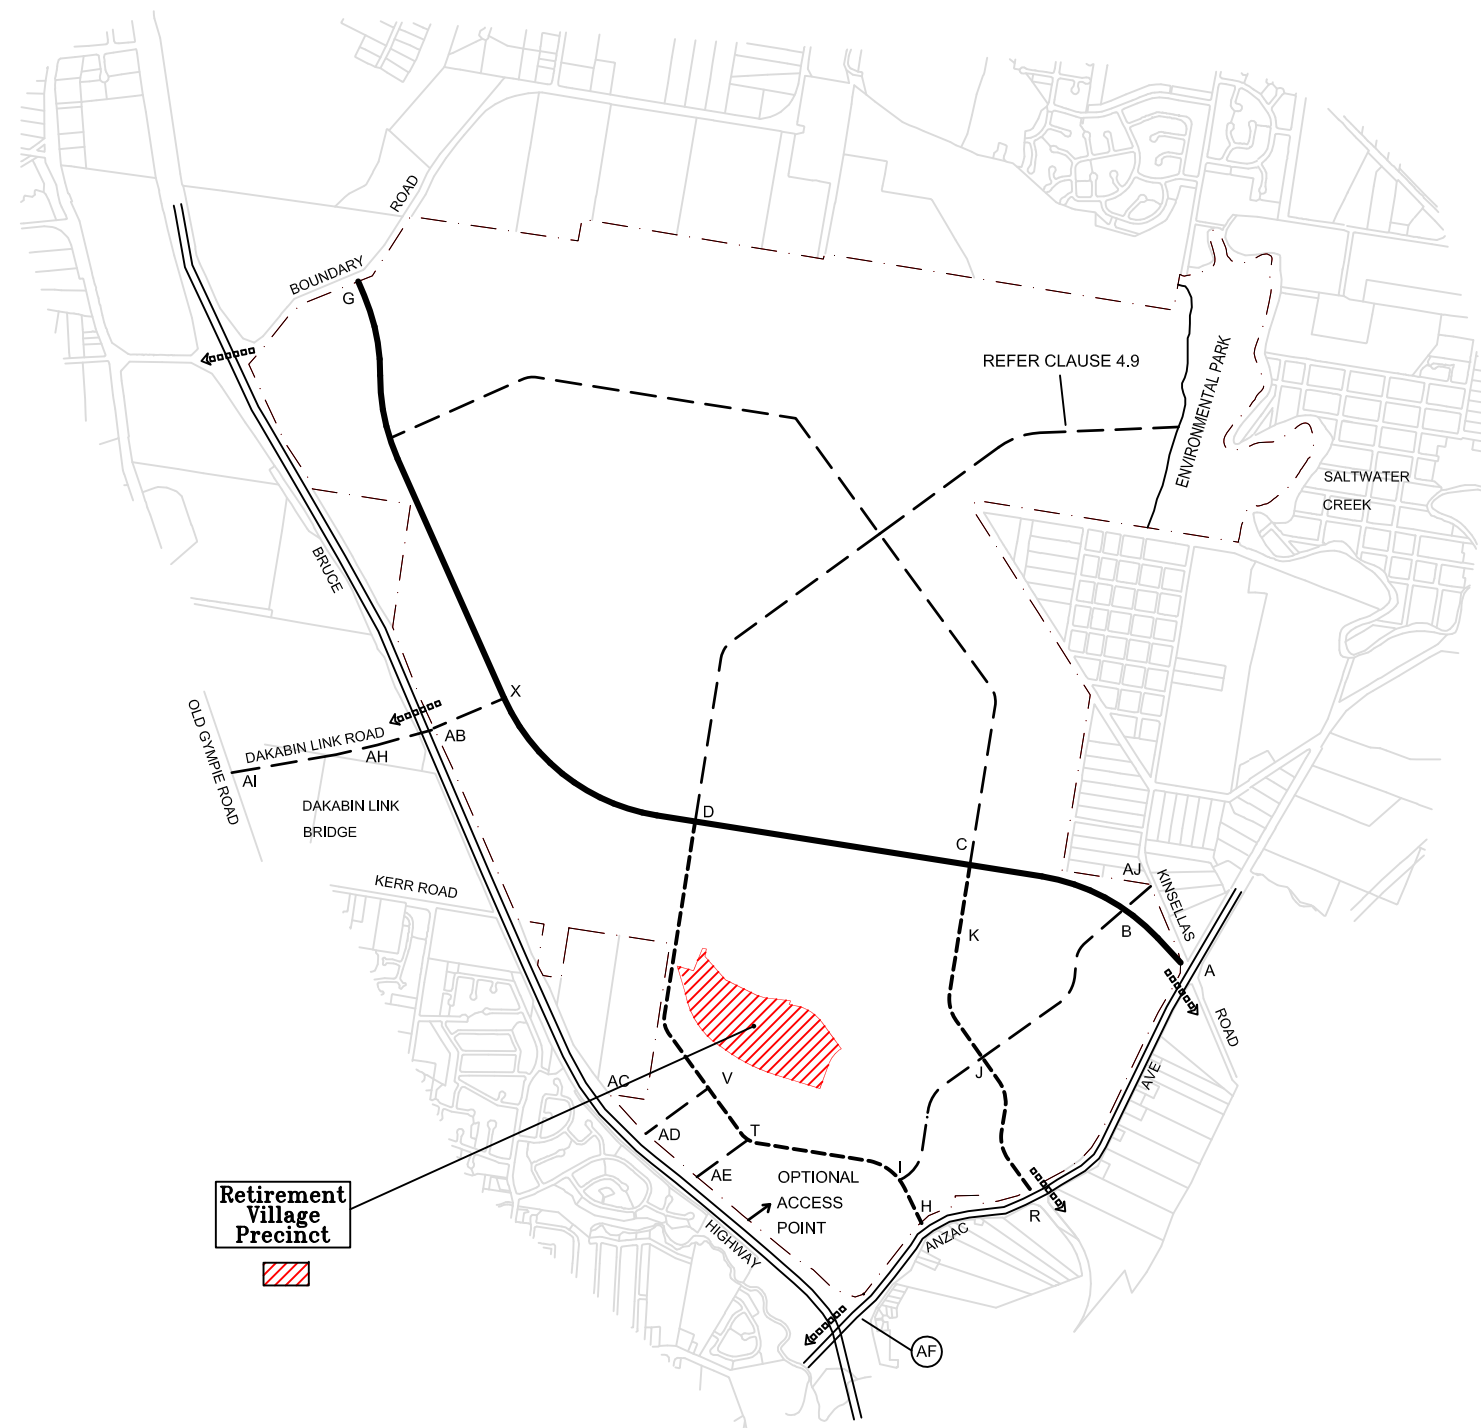 ROAD
BOUNDARY
G
REFER CLAUSE 4.9
ENVIRONMENTAL PARK
SALTWATER
CREEK
BRUCE
X
OLD GYMPIE ROAD
DAKABIN LINK ROAD
AB
AH
AI
DAKABIN LINK
BRIDGE
D
C
KERR ROAD
AJ
KINSELLAS
B
K
A
ROAD
J
AVE
AC
V
AD
T
AE
I
OPTIONAL
ACCESS
POINT
H
R
ANZAC
HIGHWAY
Retirement
Village
Precinct
AF